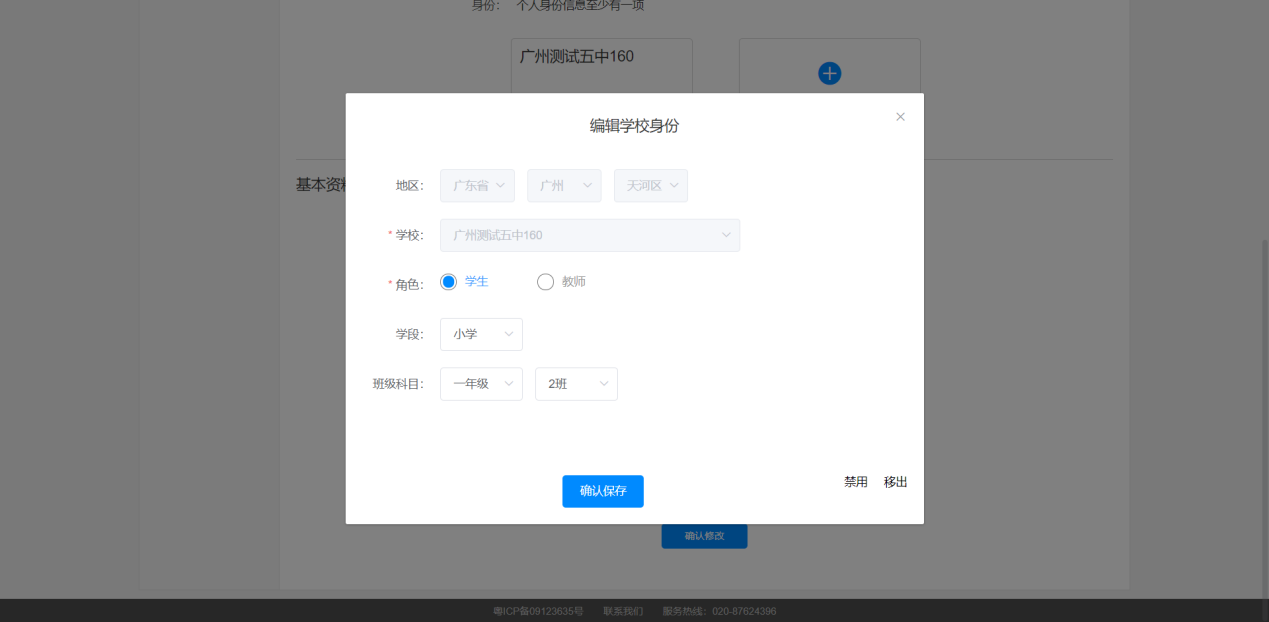 身份： 个人身份信息至少有一项
广州测试五中160
编辑学校身份
基本资料
地区： 广东省 广州 天河区
* 学校： 广州测试五中160
* 角色： 学生 教师
学段： 小学
班级科目： 一年级 2班
禁用 移出
确认保存
确认修改
粤ICP备09123635号 联系我们 服务热线：020-87624396